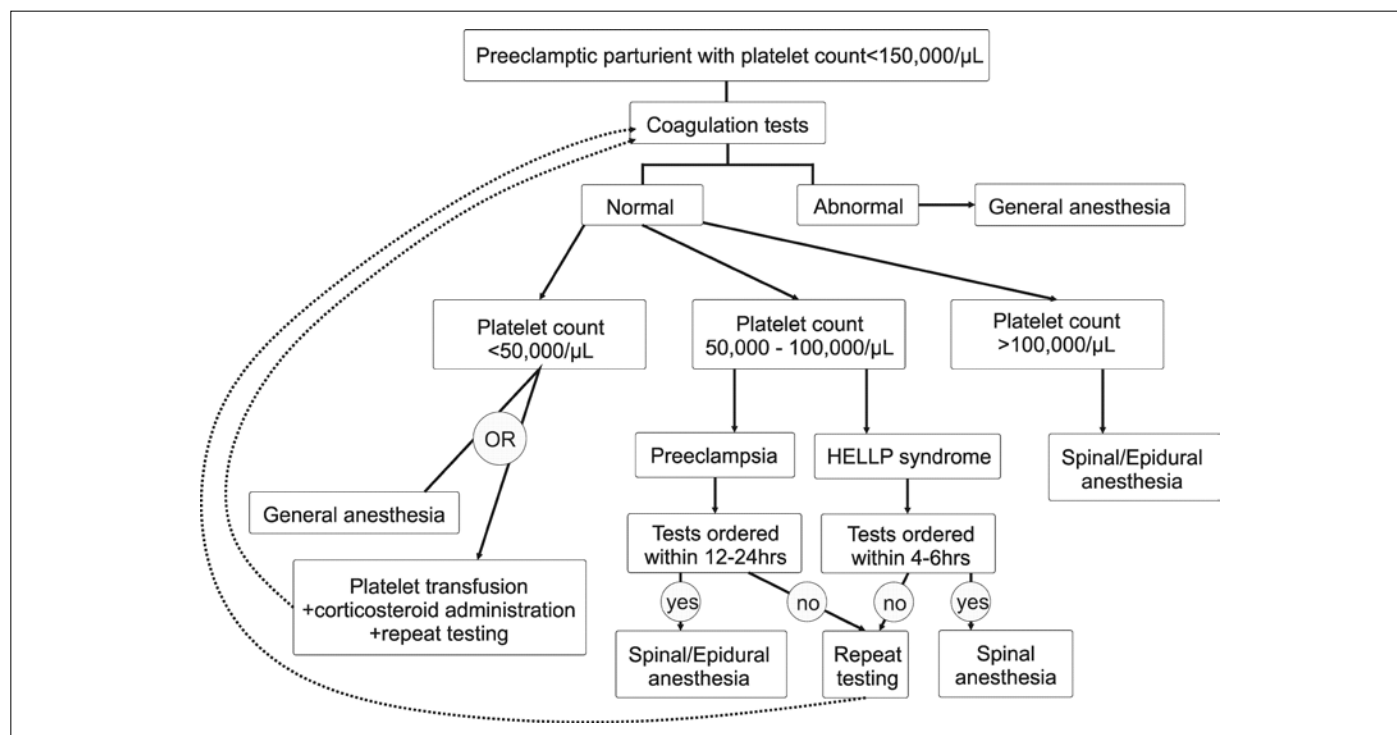 Preeclamptic parturient with platelet count<150,000/µL
Coagulation tests
Normal
Abnormal
General anesthesia
Platelet count
<50,000/µL
Platelet count
50,000 - 100,000/µL
Platelet count
>100,000/µL
OR
Preeclampsia
HELLP syndrome
Spinal/Epidural
anesthesia
General anesthesia
Tests ordered
within 12-24hrs
Tests ordered
within 4-6hrs
Platelet transfusion
+corticosteroid administration
+repeat testing
yes
no
no
yes
Spinal/Epidural
anesthesia
Repeat
testing
Spinal
anesthesia